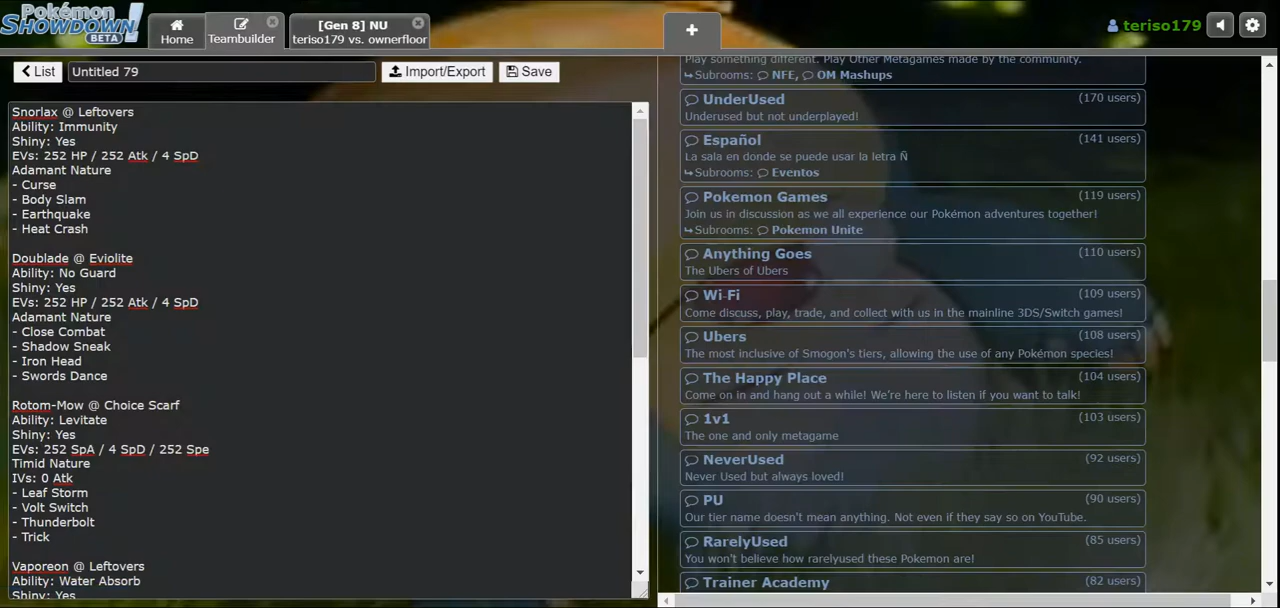 Pokémon
SHOWDOWN!
BETA
Home
Teambuilder
[Gen 8] NU
teriso179 vs. ownerfloor
+
teriso179
List
Untitled 79
Import/Export
Save
Snorlax @ Leftovers
Ability: Immunity
Shiny: Yes
EVs: 252 HP / 252 Atk / 4 SpD
Adamant Nature
- Curse
- Body Slam
- Earthquake
- Heat Crash
Doublade @ Eviolite
Ability: No Guard
Shiny: Yes
EVs: 252 HP / 252 Atk / 4 SpD
Adamant Nature
- Close Combat
- Shadow Sneak
- Iron Head
- Swords Dance
Rotom-Mow @ Choice Scarf
Ability: Levitate
Shiny: Yes
EVs: 252 SpA / 4 SpD / 252 Spe
Timid Nature
IVs: 0 Atk
- Leaf Storm
- Volt Switch
- Thunderbolt
- Trick
Vaporeon @ Leftovers
Ability: Water Absorb
Shiny: Yes
Play something different. Play Other Metagames made by the community.
↳Subrooms: NFE, OM Mashups
UnderUsed (170 users)
Underused but not underplayed!
Español (141 users)
La sala en donde se puede usar la letra Ñ
↳Subrooms: Eventos
Pokemon Games (119 users)
Join us in discussion as we all experience our Pokémon adventures together!
↳Subrooms: Pokemon Unite
Anything Goes (110 users)
The Ubers of Ubers
Wi-Fi (109 users)
Come discuss, play, trade, and collect with us in the mainline 3DS/Switch games!
Ubers (108 users)
The most inclusive of Smogon's tiers, allowing the use of any Pokémon species!
The Happy Place (104 users)
Come on in and hang out a while! We're here to listen if you want to talk!
1v1 (103 users)
The one and only metagame
NeverUsed (92 users)
Never Used but always loved!
PU (90 users)
Our tier name doesn't mean anything. Not even if they say so on YouTube.
RarelyUsed (85 users)
You won't believe how rarelyused these Pokemon are!
Trainer Academy (82 users)